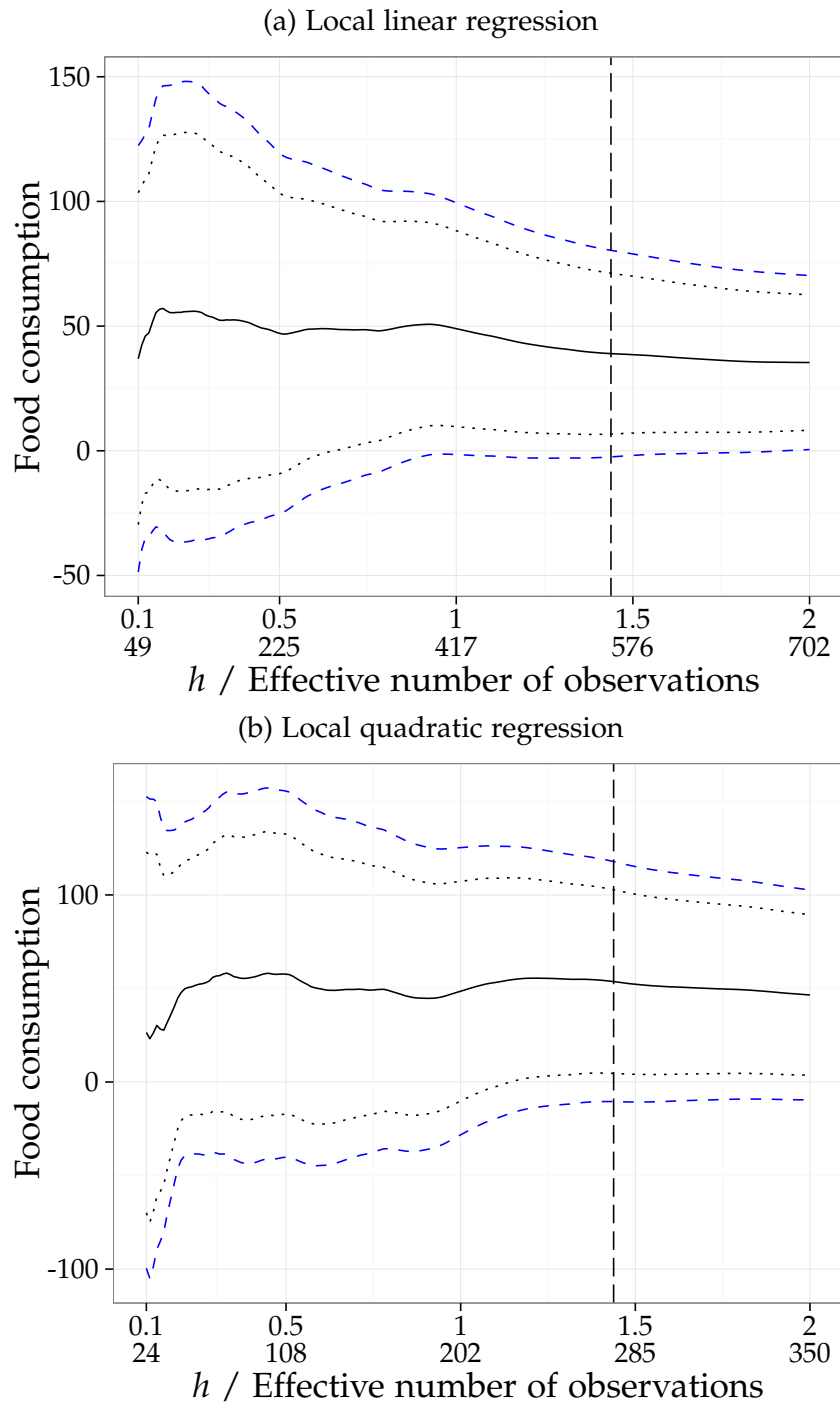 (a) Local linear regression
150
100
50
0
-50
Food consumption
0.1 0.5 1 1.5 2
49 225 417 576 702
h / Effective number of observations
(b) Local quadratic regression
100
0
-100
Food consumption
0.1 0.5 1 1.5 2
24 108 202 285 350
h / Effective number of observations